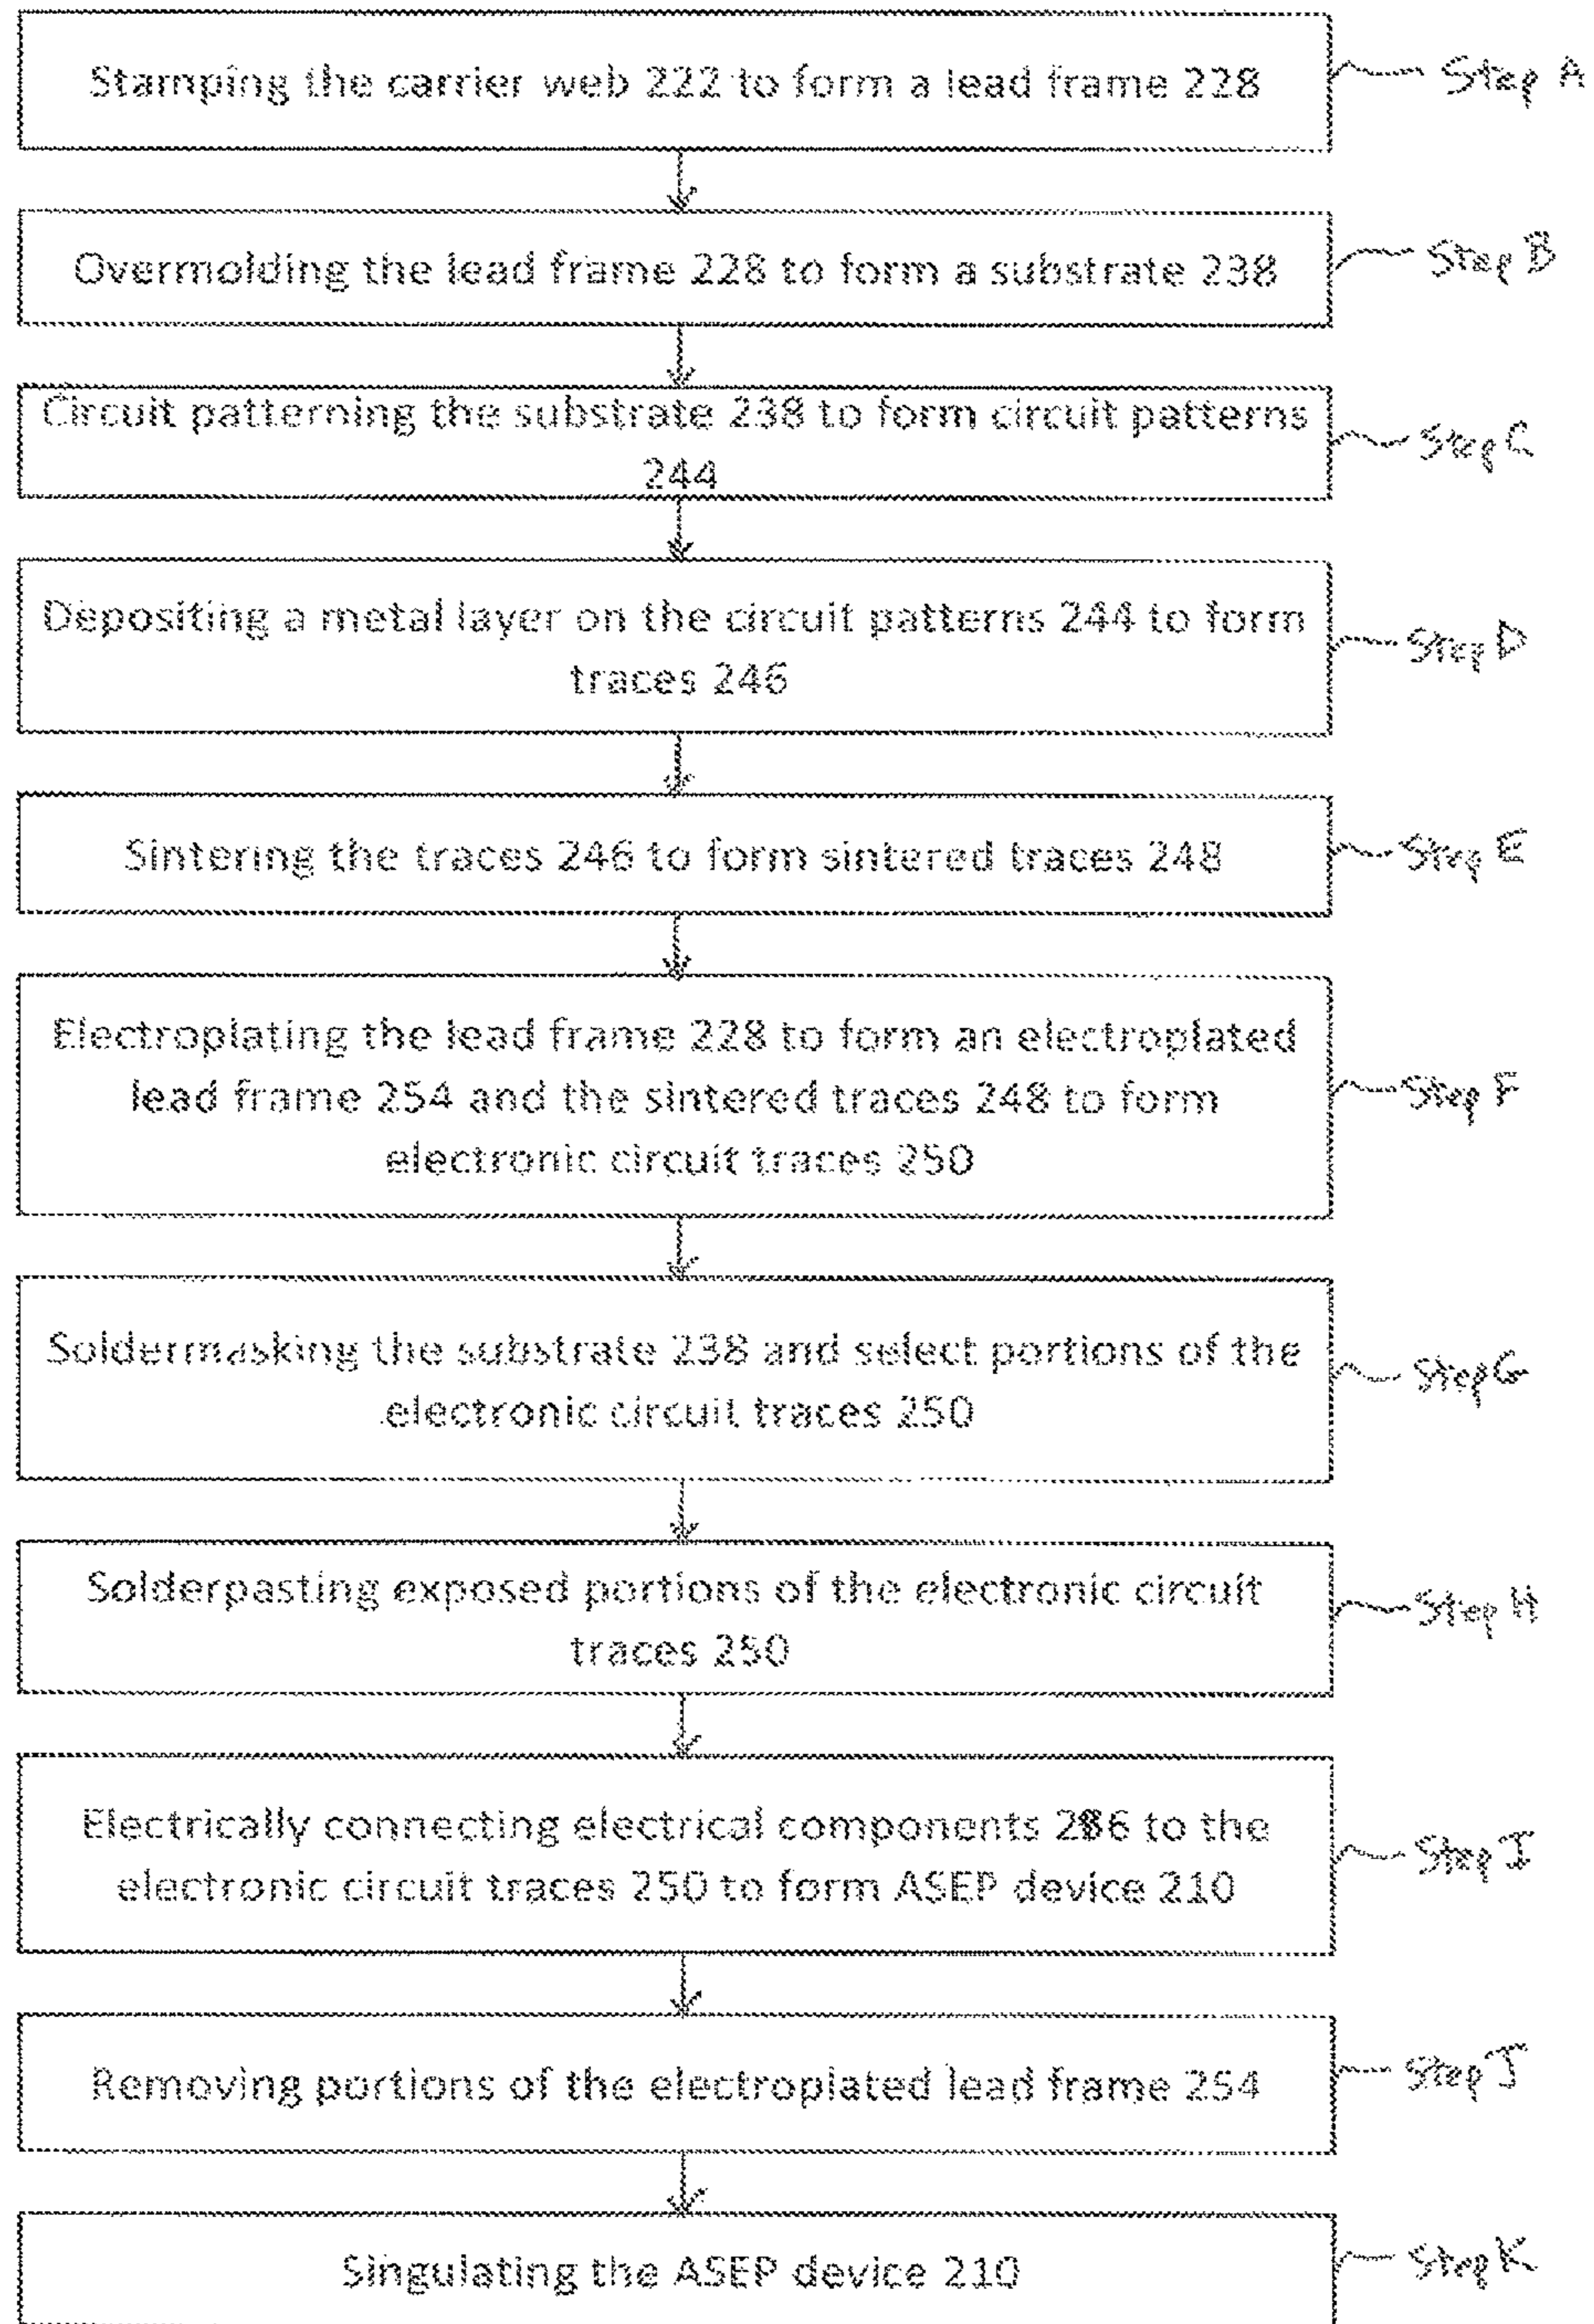 Stamping the carrier web 222 to form a lead frame 228
Step A
Overmolding the lead frame 228 to form a substrate 238
Step B
Circuit patterning the substrate 238 to form circuit patterns
244
Step C
Depositing a metal layer on the circuit patterns 244 to form
traces 246
Step D
Sintering the traces 246 to form sintered traces 248
Step E
Electroplating the lead frame 228 to form an electroplated
lead frame 254 and the sintered traces 248 to form
electronic circuit traces 250
Step F
Soldermasking the substrate 238 and select portions of the
electronic circuit traces 250
Step G
Solderpasting exposed portions of the electronic circuit
traces 250
Step H
Electrically connecting electrical components to the
electronic circuit traces 250 to form ASEP device 210
Step I
Removing portions of the electroplated lead frame 254
Step J
Singulating the ASEP device 210
Step K